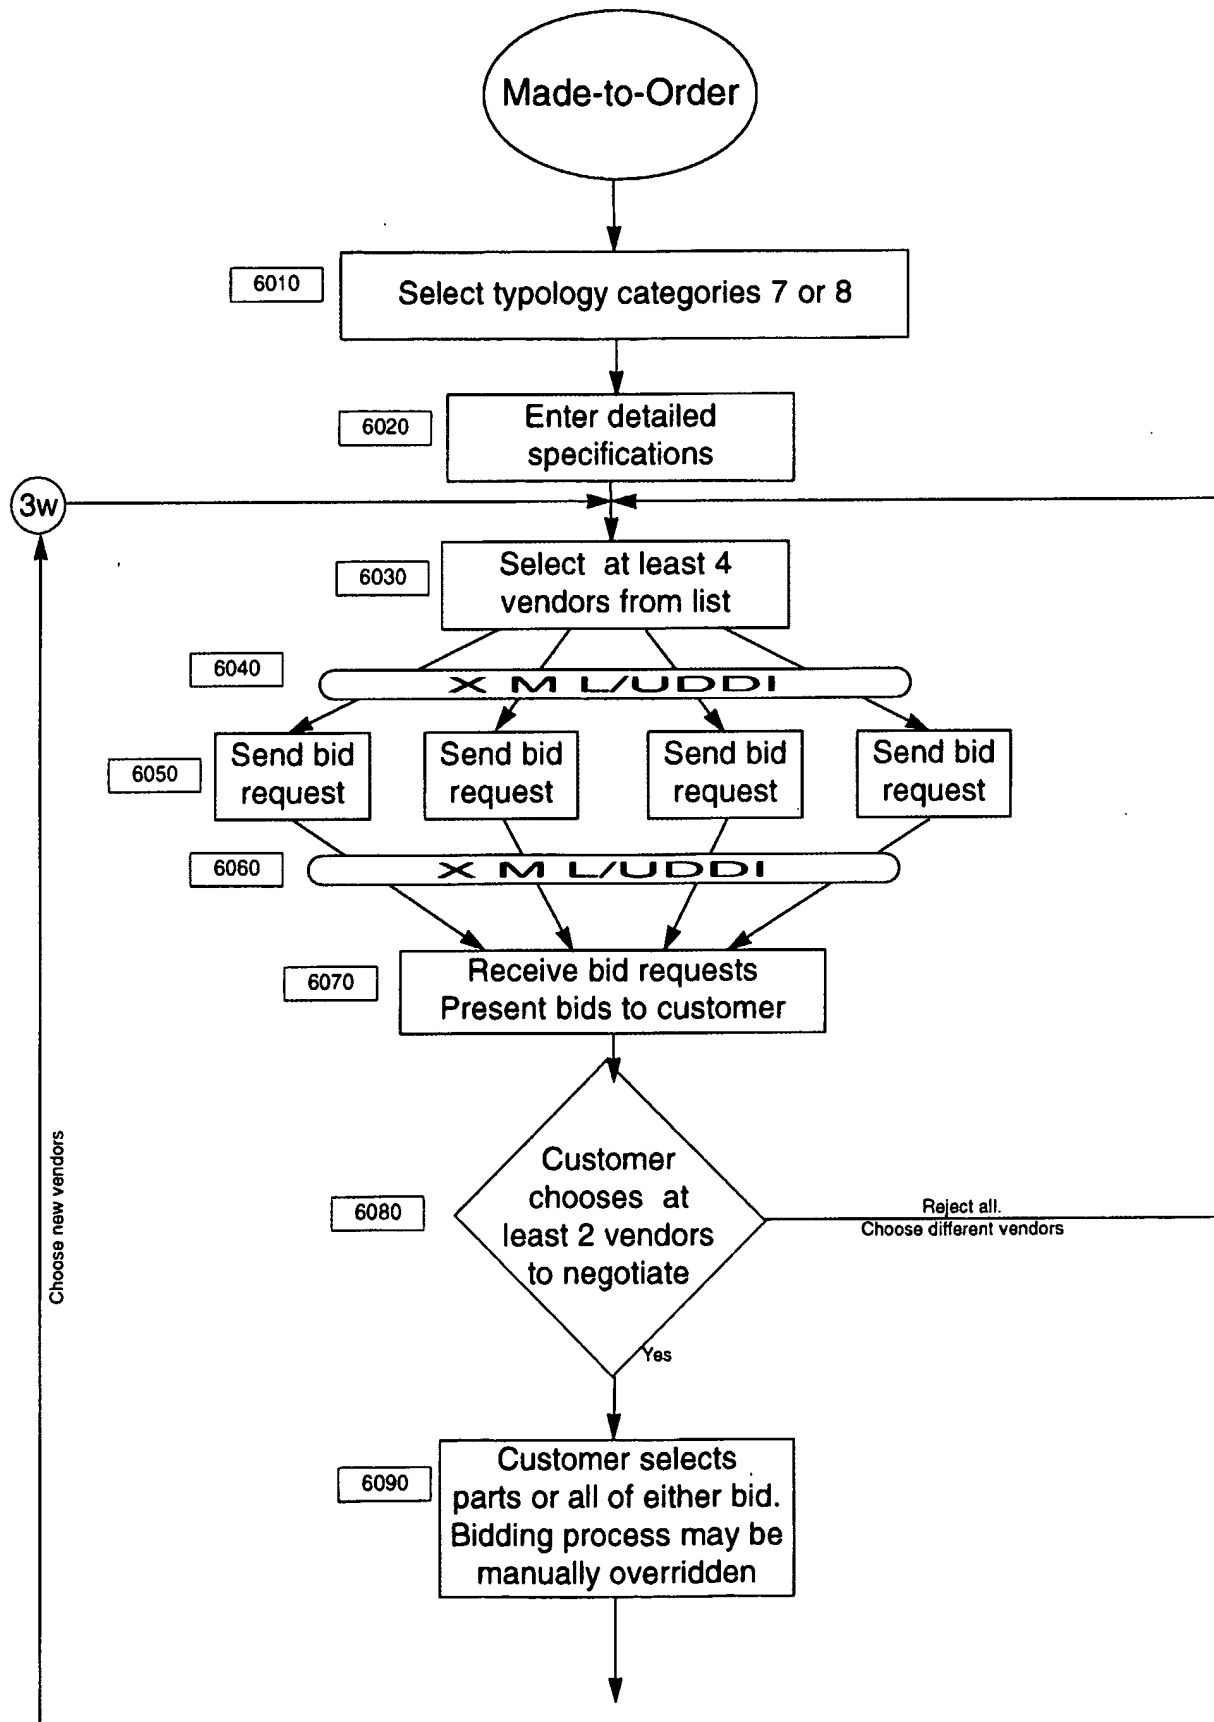 Made-to-Order
6010
Select typology categories 7 or 8
6020
Enter detailed
specifications
3w
6030
Select at least 4
vendors from list
6040
X M L/UDDI
6050
Send bid
request
Send bid
request
Send bid
request
Send bid
request
6060
X M L/UDDI
6070
Receive bid requests
Present bids to customer
Choose new vendors
6080
Customer
chooses at
least 2 vendors
to negotiate
Reject all.
Choose different vendors
Yes
6090
Customer selects
parts or all of either bid.
Bidding process may be
manually overridden